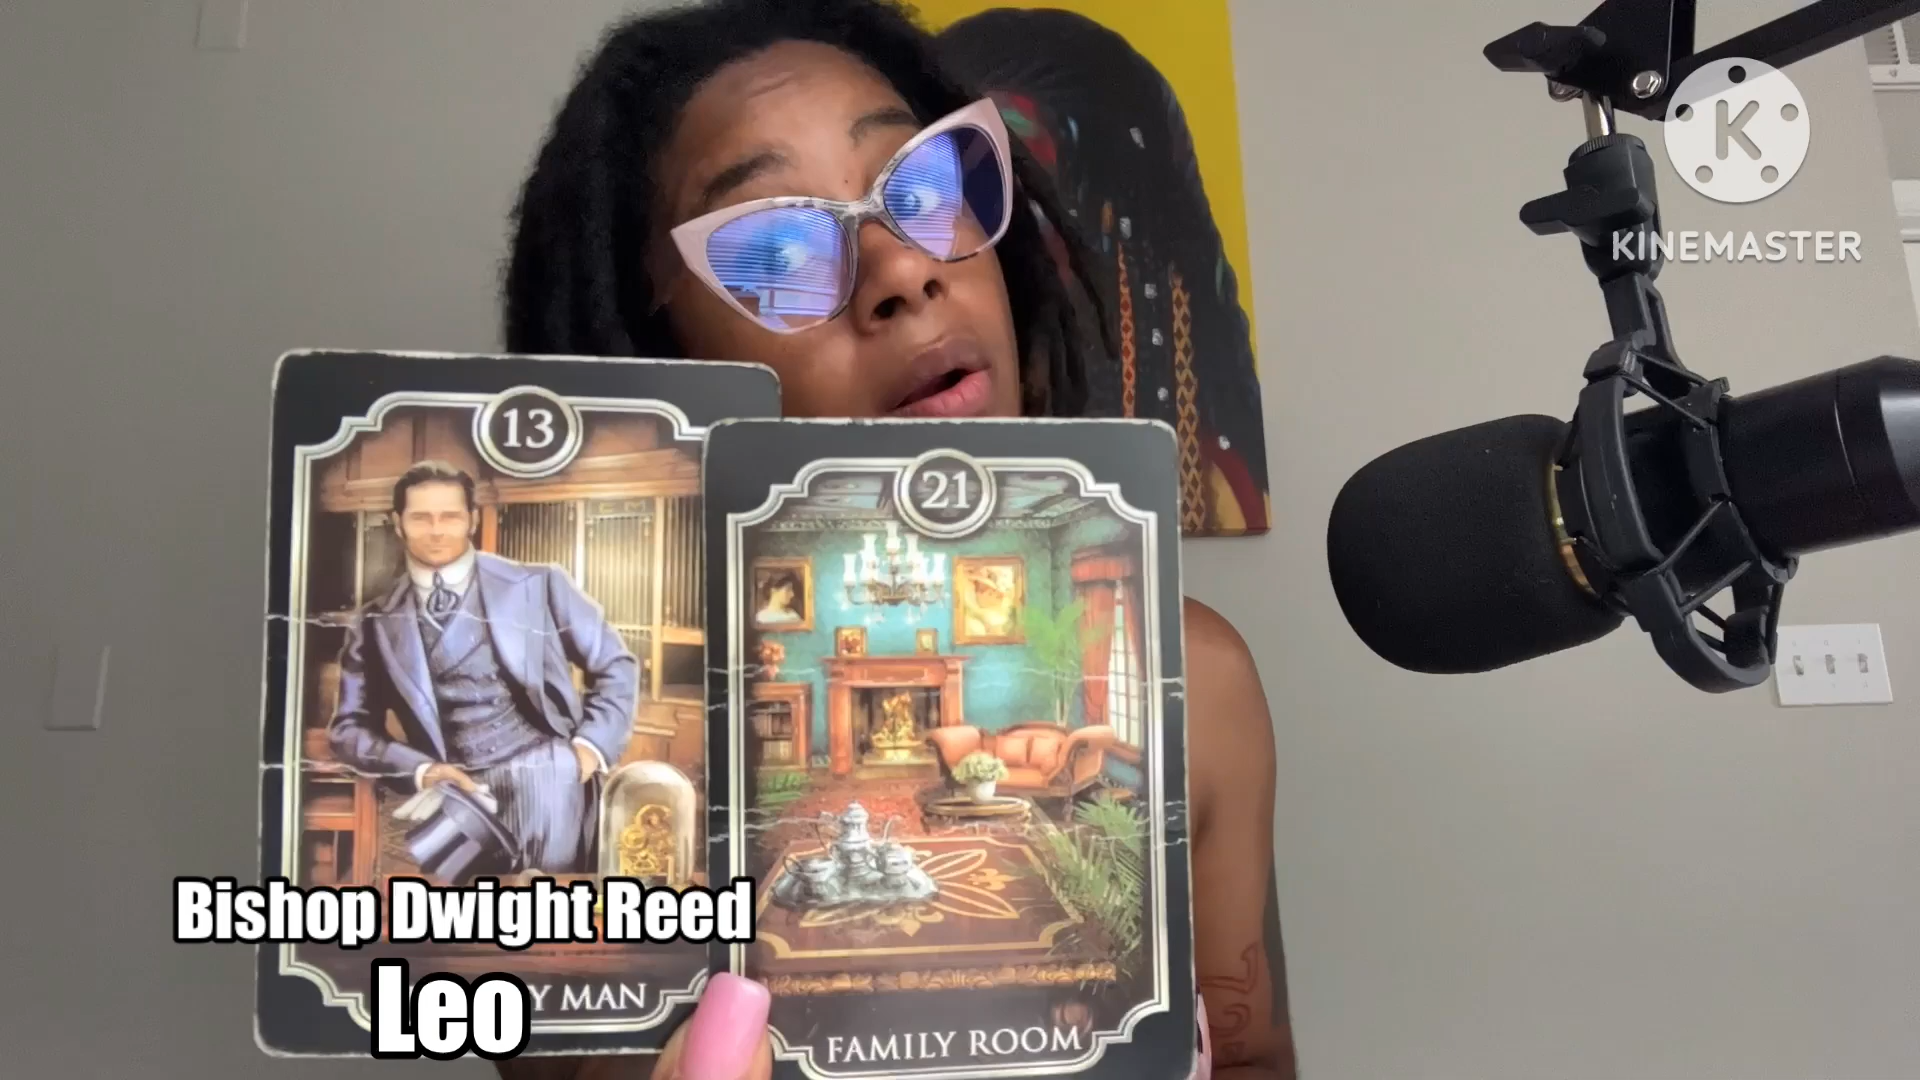 K
KINEMASTER
13
21
Bishop Dwight Reed
Leo
Y MAN
FAMILY ROOM